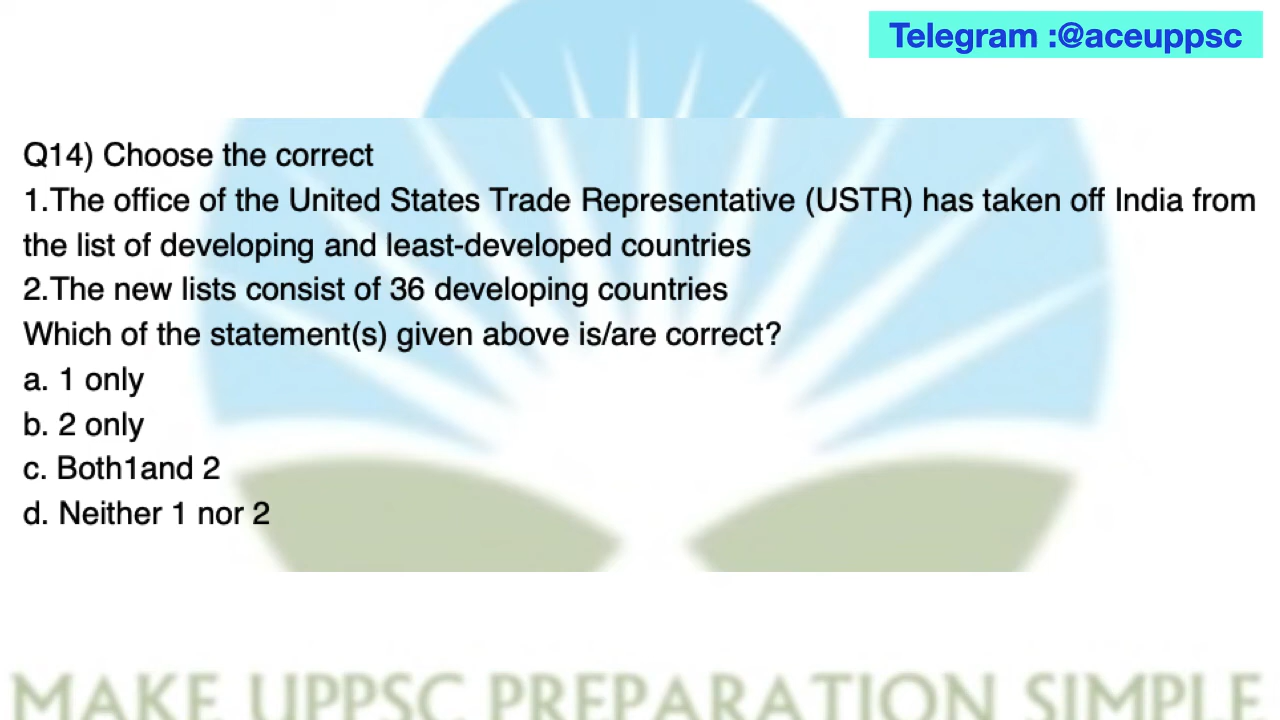 Telegram :@aceuppsc
Q14) Choose the correct
1.The office of the United States Trade Representative (USTR) has taken off India from
the list of developing and least-developed countries
2.The new lists consist of 36 developing countries
Which of the statement(s) given above is/are correct?
a. 1 only
b. 2 only
c. Both1and 2
d. Neither 1 nor 2
MAKE UPPSC PREPARATION SIMPLE